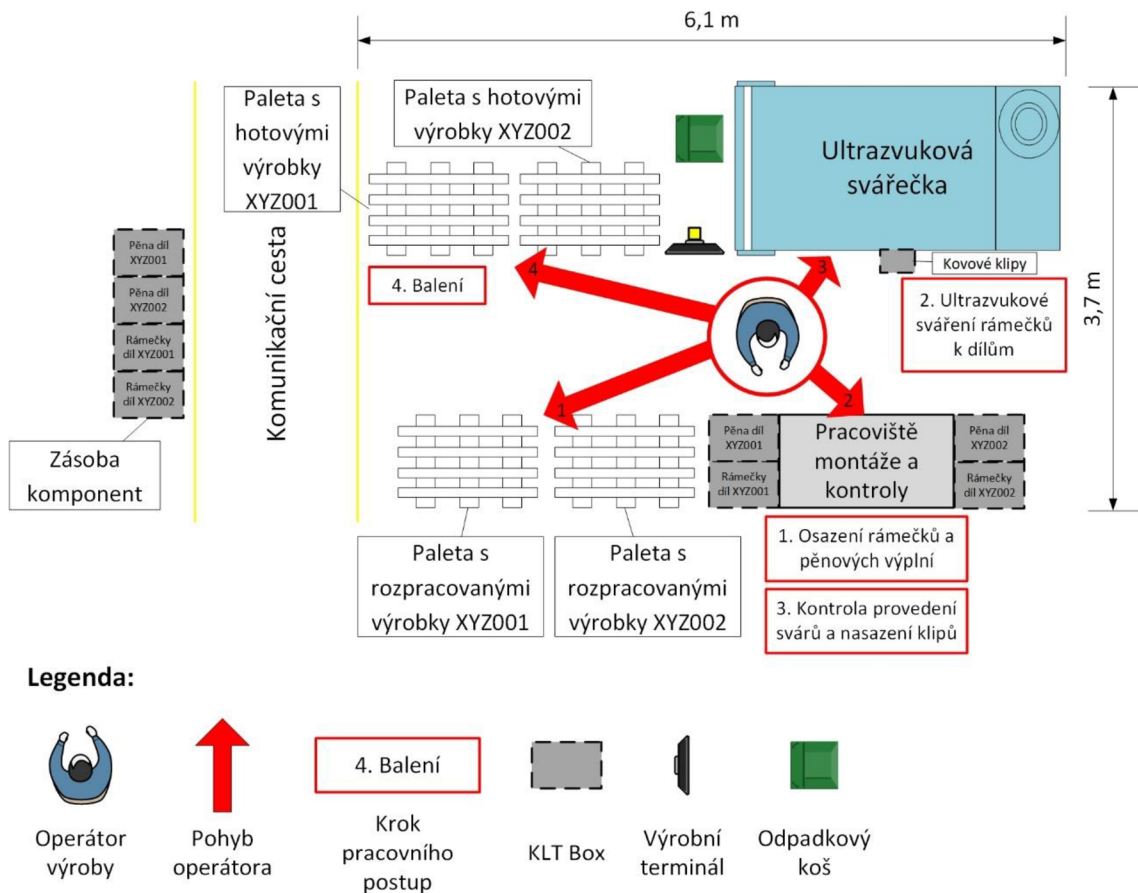 6,1 m
Paleta s
hotovými
výrobky
XYZ001
Paleta s hotovými
výrobky XYZ002
Ultrazvuková
svářečka
3,7 m
Pěna díl
XYZ001
Pěna díl
XYZ002
Rámečky
díl XYZ001
Rámečky
díl XYZ002
Zásoba
komponent
Komunikační cesta
4. Balení
4
3
Kovové klipy
2. Ultrazvukové
sváření rámečků
k dílům
1
2
Pěna díl
XYZ001
Rámečky
díl XYZ001
Pracoviště
montáže a
kontroly
Pěna díl
XYZ002
Rámečky
díl XYZ002
Paleta s
rozpracovanými
výrobky XYZ001
Paleta s
rozpracovanými
výrobky XYZ002
1. Osazení rámečků a
pěnových výplní
3. Kontrola provedení
svárů a nasazení klipů
Legenda:
4. Balení
Operátor
výroby
Pohyb
operátora
Krok
pracovního
postup
KLT Box
Výrobní
terminál
Odpadkový
koš